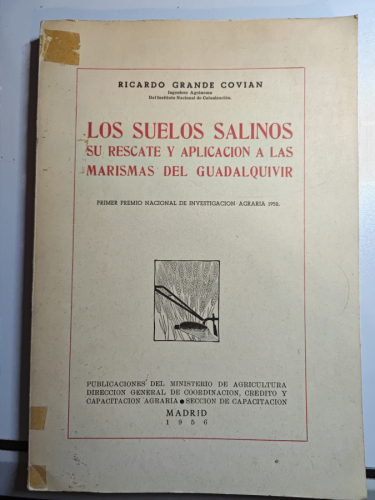 RICARDO GRANDE COVIAN
Ingeniero Agrónomo
Del Instituto Nacional de Colonización.
LOS SUELOS SALINOS
SU RESCATE Y APLICACION A LAS
MARISMAS DEL GUADALQUIVIR
PRIMER PREMIO NACIONAL DE INVESTIGACION AGRARIA 1952.
PUBLICACIONES DEL MINISTERIO DE AGRICULTURA
DIRECCION GENERAL DE COORDINACION, CREDITO Y
CAPACITACION AGRARIA ● SECCION DE CAPACITACION
MADRID
1956